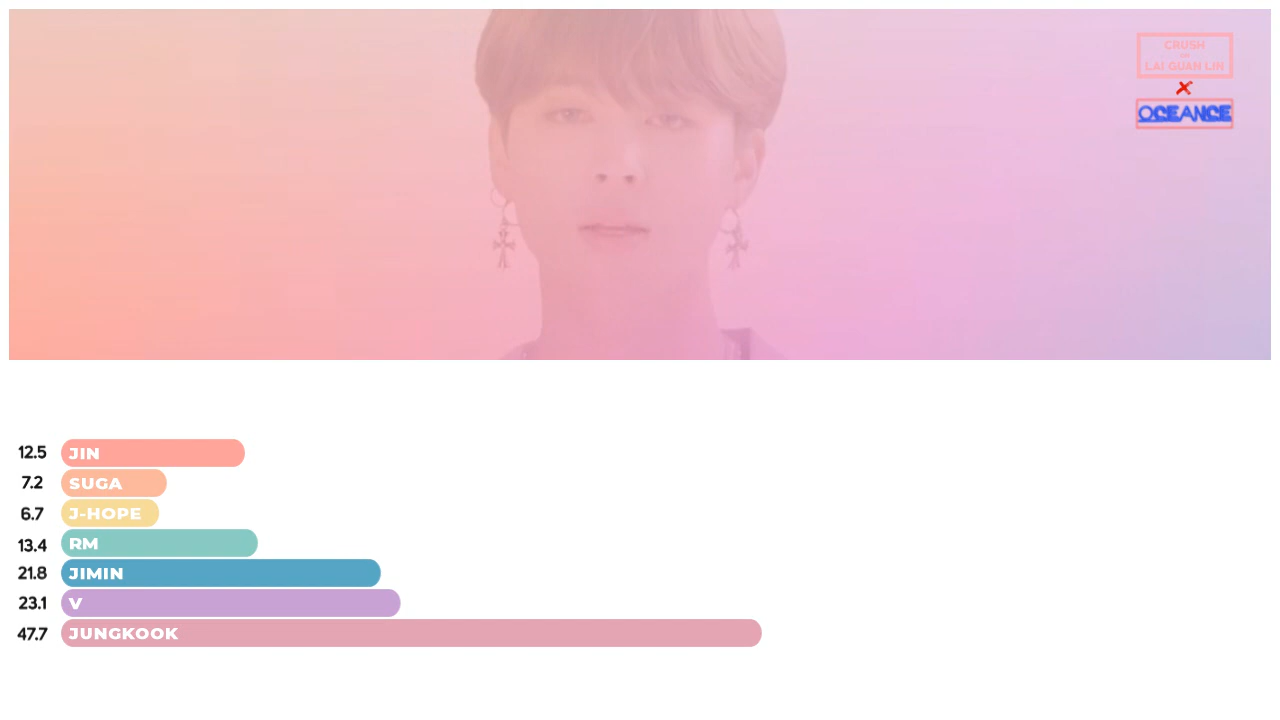 CRUSH
LAI GUAN LIN
x
OCEANCE
12.5 JIN
7.2 SUGA
6.7 J-HOPE
13.4 RM
21.8 JIMIN
23.1 V
47.7 JUNGKOOK